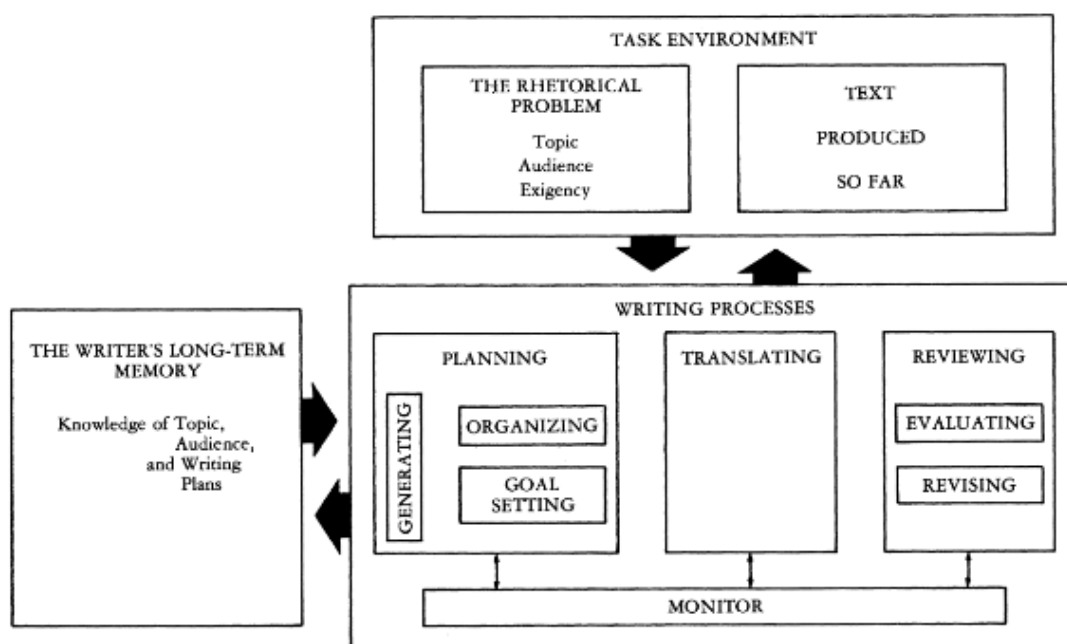 TASK ENVIRONMENT
THE RHETORICAL
PROBLEM
Topic
Audience
Exigency
TEXT
PRODUCED
SO FAR
THE WRITER'S LONG-TERM
MEMORY
Knowledge of Topic,
Audience,
and Writing
Plans
WRITING PROCESSES
PLANNING
GENERATING
ORGANIZING
GOAL
SETTING
TRANSLATING
REVIEWING
EVALUATING
REVISING
MONITOR